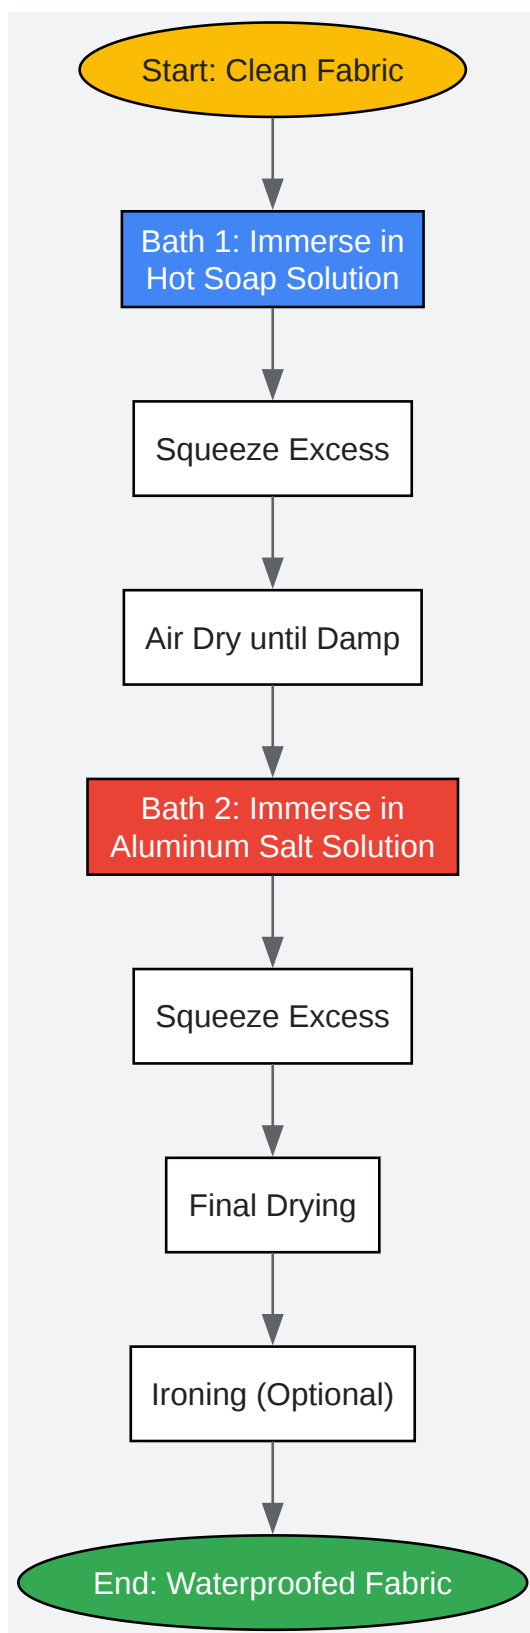 Start: Clean Fabric
Bath 1: Immerse in
Hot Soap Solution
Squeeze Excess
Air Dry until Damp
Bath 2: Immerse in
Aluminum Salt Solution
Squeeze Excess
Final Drying
Ironing (Optional)
End: Waterproofed Fabric